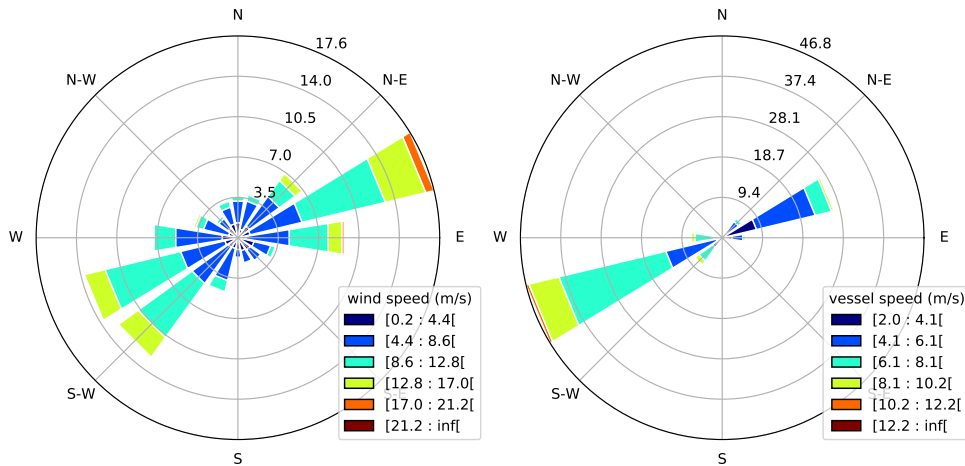 N
N-E
E
S-E
S
S-W
W
N-W
3.5
7.0
10.5
14.0
17.6
wind speed (m/s)
[0.2 : 4.4[
[4.4 : 8.6[
[8.6 : 12.8[
[12.8 : 17.0[
[17.0 : 21.2[
[21.2 : inf[
N
N-E
E
S-E
S
S-W
W
N-W
9.4
18.7
28.1
37.4
46.8
vessel speed (m/s)
[2.0 : 4.1[
[4.1 : 6.1[
[6.1 : 8.1[
[8.1 : 10.2[
[10.2 : 12.2[
[12.2 : inf[